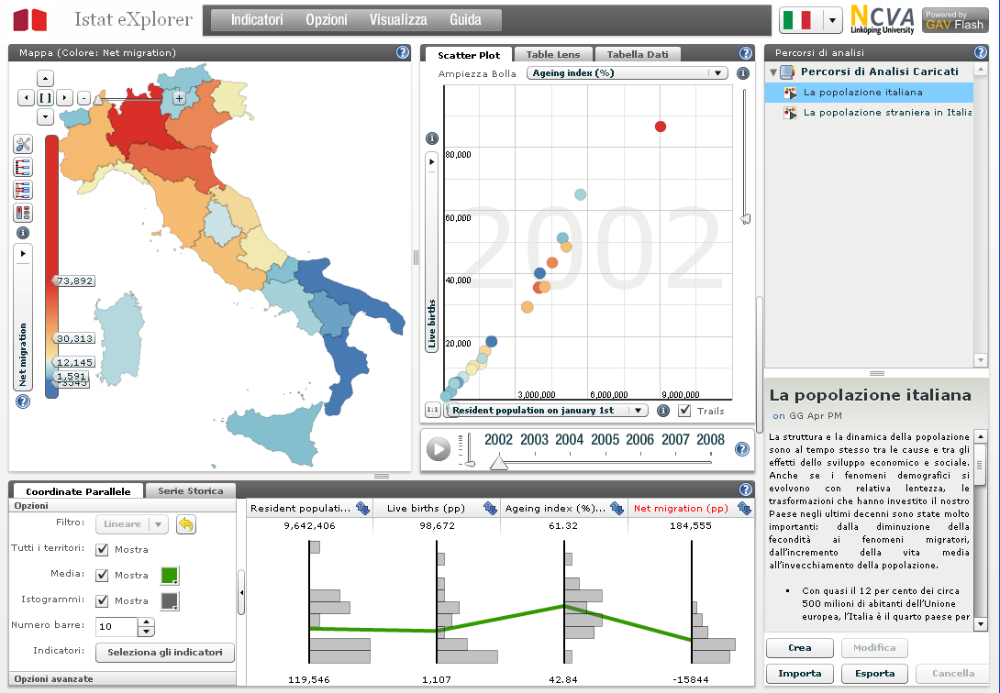 Istat eXplorer
Indicatori Opzioni Visualizza Guida
NCVA
Linköping University
Powered by
GAV Flash
Mappa (Colore: Net migration)
[ ]
-
+
73,892
30,313
12,145
1,591
-3545
Net migration
Scatter Plot Table Lens Tabella Dati
Ampiezza Bolla Ageing index (%)
2002
80,000
60,000
40,000
20,000
Live births
3,000,000 6,000,000 9,000,000
1:1 Resident population on january 1st Trails
2002 2003 2004 2005 2006 2007 2008
Percorsi di analisi
Percorsi di Analisi Caricati
La popolazione italiana
La popolazione straniera in Italia
La popolazione italiana
on GG Apr PM
La struttura e la dinamica della popolazione
sono al tempo stesso tra le cause e tra gli
effetti dello sviluppo economico e sociale.
Anche se i fenomeni demografici si
evolvono con relativa lentezza, le
trasformazioni che hanno investito il nostro
Paese negli ultimi decenni sono state molto
importanti: dalla diminuzione della
fecondità ai fenomeni migratori,
dall'incremento della vita media
all'invecchiamento della popolazione.
• Con quasi il 12 per cento dei circa
500 milioni di abitanti dell'Unione
europea, l'Italia è il quarto paese per
Crea Modifica
Importa Esporta Cancella
Coordinate Parallele Serie Storica
Opzioni
Filtro: Lineare
Tutti i territori: Mostra
Media: Mostra
Istogrammi: Mostra
Numero barre: 10
Indicatori: Seleziona gli indicatori
Opzioni avanzate
Resident populati... Live births (pp) Ageing index (%)... Net migration (pp)
9,642,406 98,672 61.32 184,555
119,546 1,107 42.84 -15844